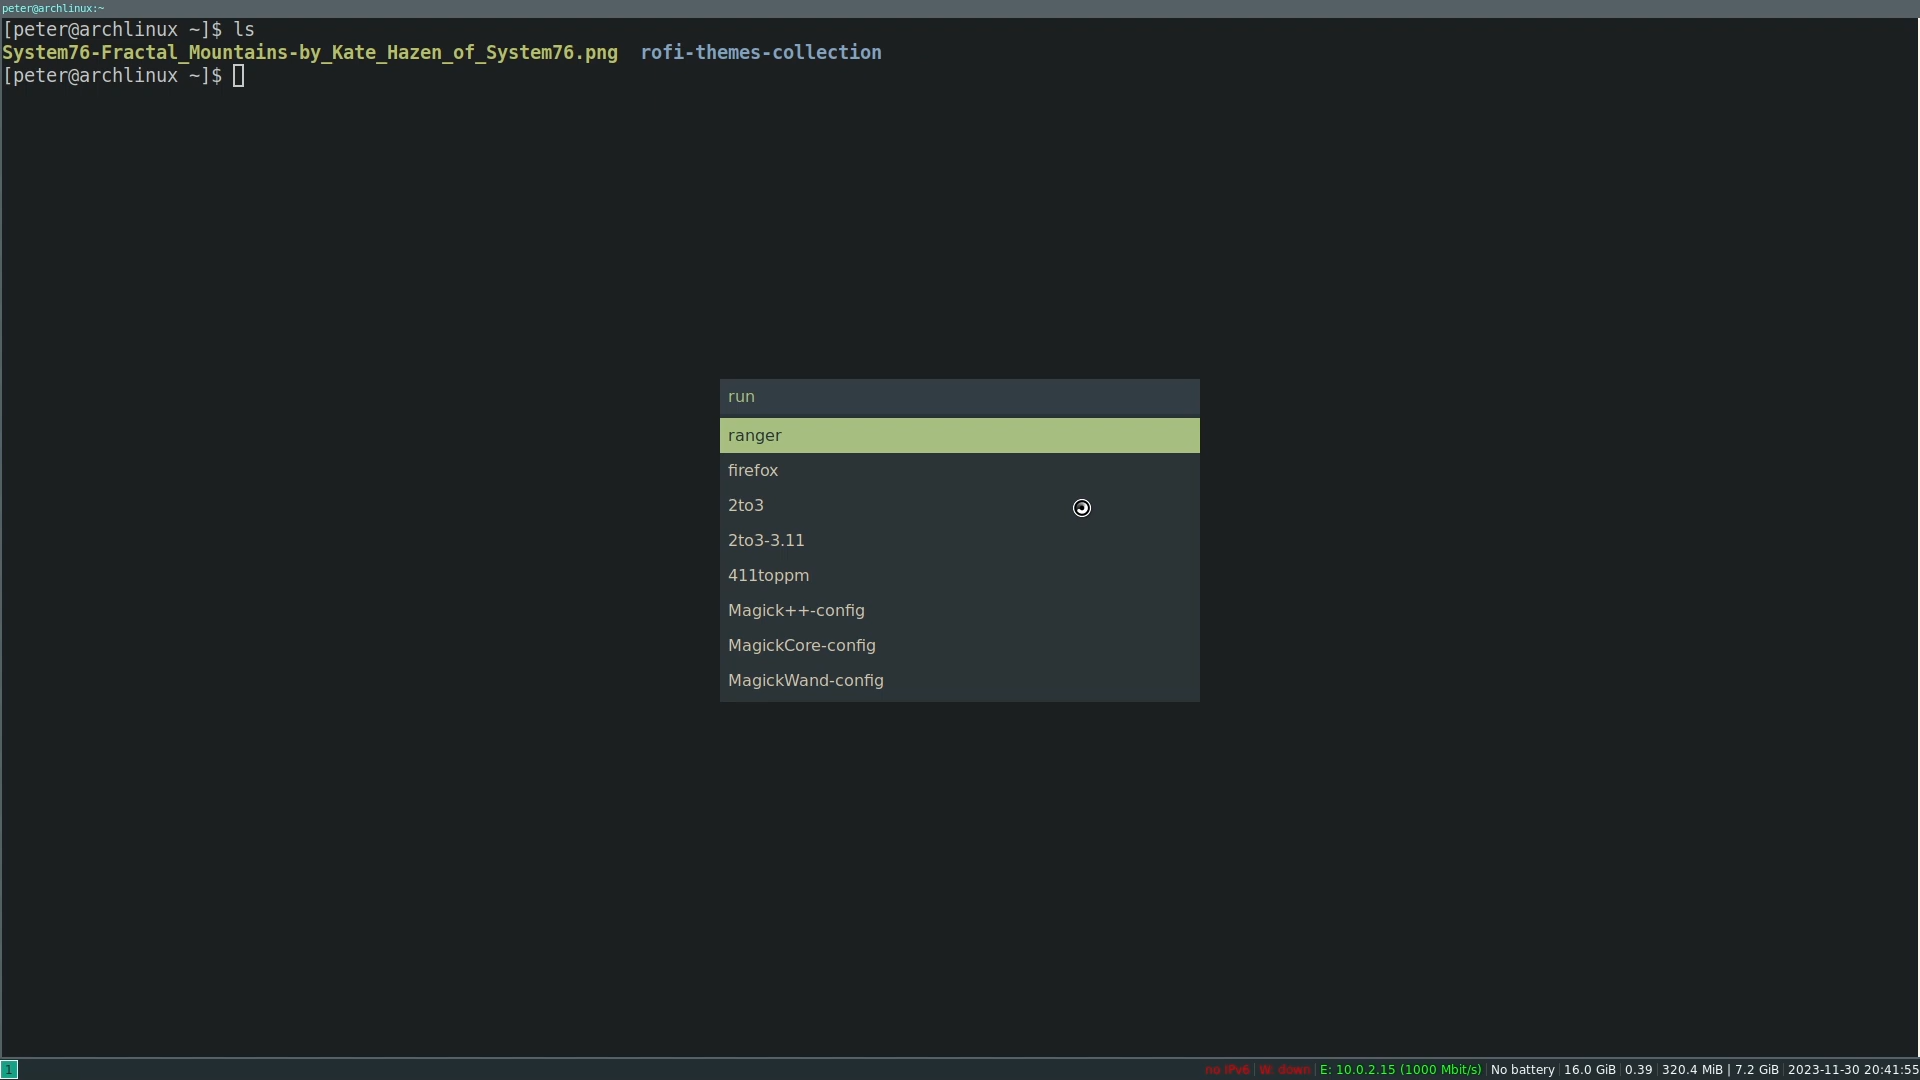 peter@archlinux:~
[peter@archlinux ~]$ ls
System76-Fractal_Mountains-by_Kate_Hazen_of_System76.png  rofi-themes-collection
[peter@archlinux ~]$
run
ranger
firefox
2to3
2to3-3.11
411toppm
Magick++-config
MagickCore-config
MagickWand-config
1
no IPv6 | W: down | E: 10.0.2.15 (1000 Mbit/s) | No battery | 16.0 GiB | 0.39 | 320.4 MiB | 7.2 GiB | 2023-11-30 20:41:55